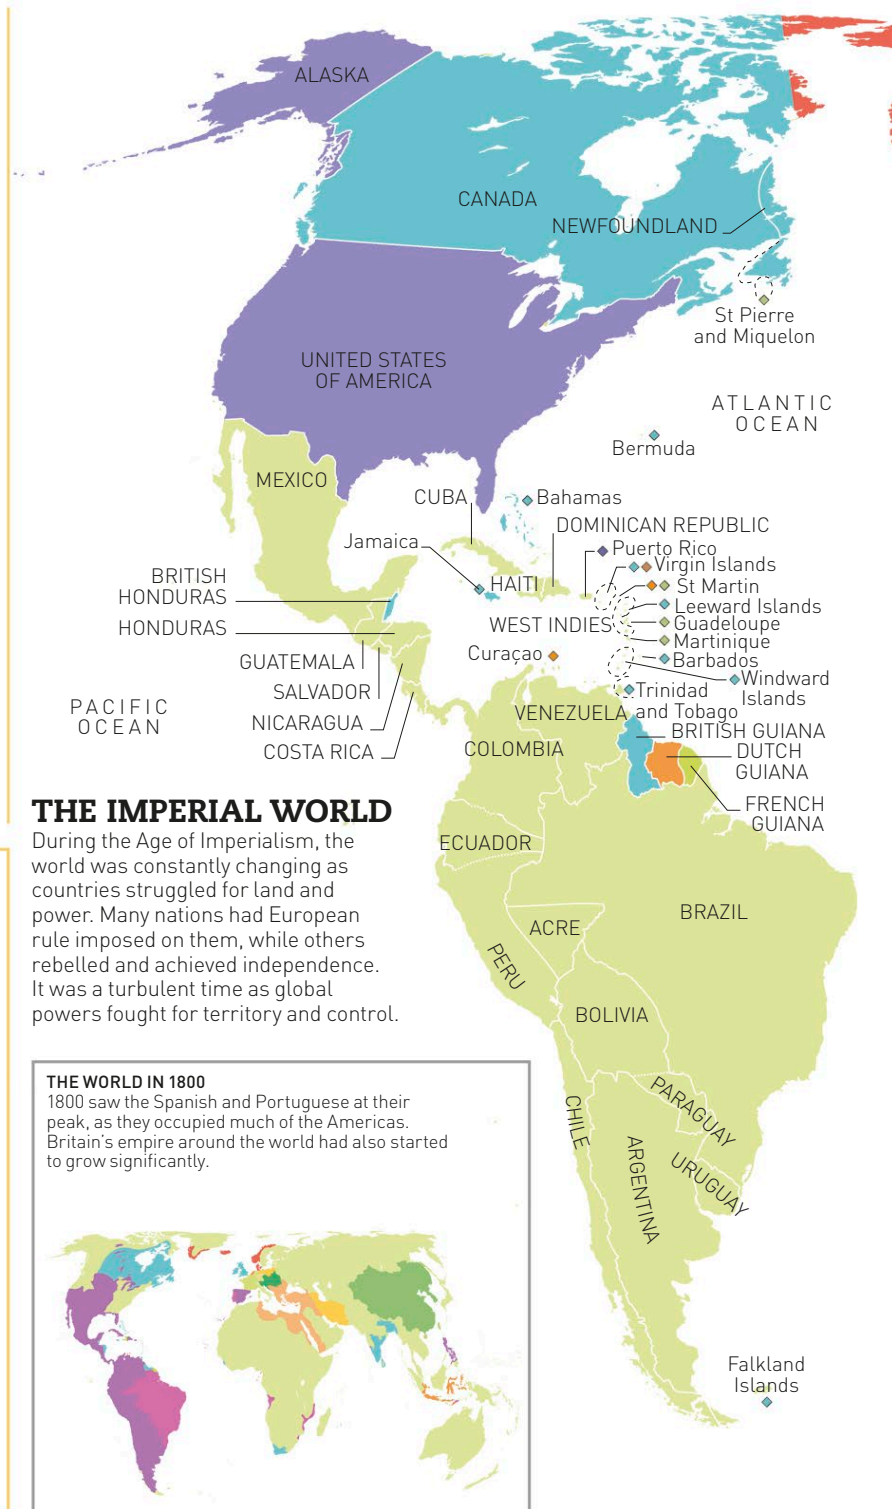 ALASKA
CANADA
NEWFOUNDLAND
St Pierre
and Miquelon
UNITED STATES
OF AMERICA
ATLANTIC
OCEAN
Bermuda
MEXICO
CUBA
Bahamas
DOMINICAN REPUBLIC
Jamaica
Puerto Rico
Virgin Islands
HAITI
St Martin
BRITISH
HONDURAS
Leeward Islands
WEST INDIES
Guadeloupe
HONDURAS
Martinique
Curaçao
Barbados
GUATEMALA
Windward
Islands
SALVADOR
Trinidad
and Tobago
PACIFIC
OCEAN
NICARAGUA
VENEZUELA
BRITISH GUIANA
COSTA RICA
COLOMBIA
DUTCH
GUIANA
FRENCH
GUIANA
THE IMPERIAL WORLD
During the Age of Imperialism, the
world was constantly changing as
countries struggled for land and
power. Many nations had European
rule imposed on them, while others
rebelled and achieved independence.
It was a turbulent time as global
powers fought for territory and control.
ECUADOR
BRAZIL
ACRE
PERU
BOLIVIA
PARAGUAY
CHILE
ARGENTINA
URUGUAY
Falkland
Islands
THE WORLD IN 1800
1800 saw the Spanish and Portuguese at their
peak, as they occupied much of the Americas.
Britain's empire around the world had also started
to grow significantly.